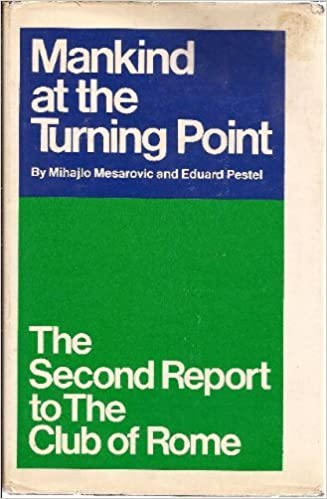 Mankind
at the
Turning Point
By Mihajlo Mesarovic and Eduard Pestel
The
Second Report
to The
Club of Rome